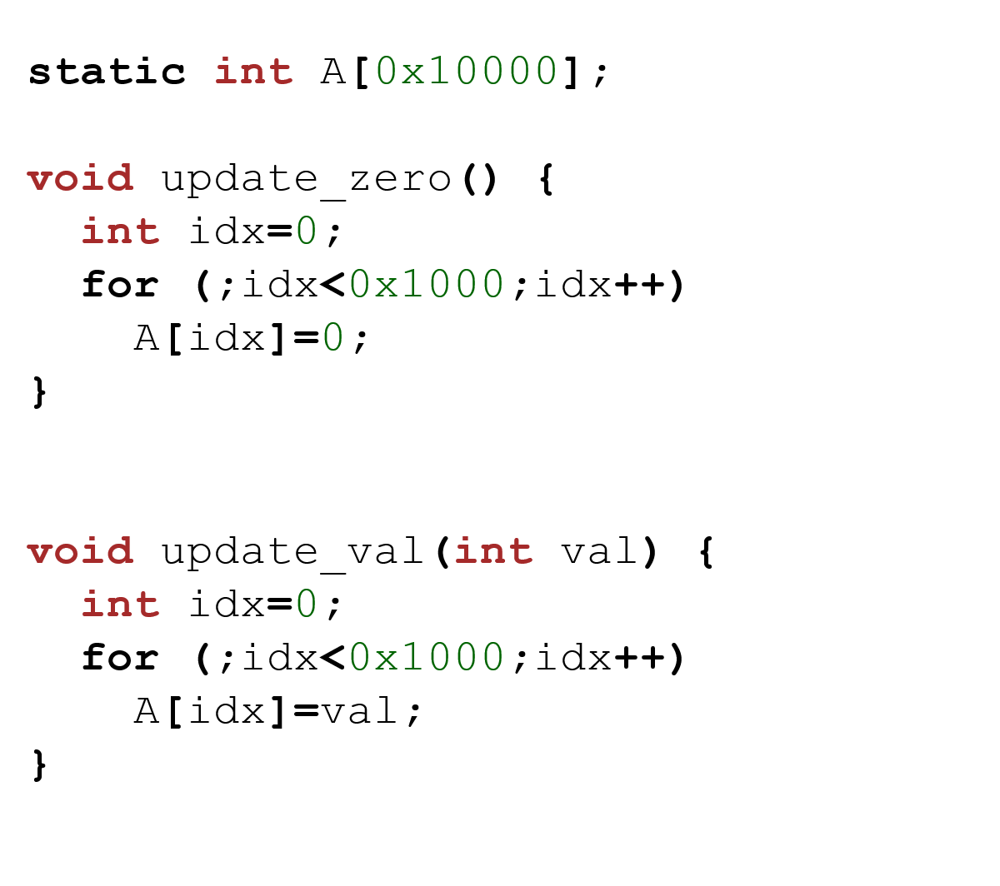 static int A[0x10000];
void update_zero() {
int idx=0;
for (;idx<0x1000;idx++)
A[idx]=0;
}
void update_val(int val) {
int idx=0;
for (;idx<0x1000;idx++)
A[idx]=val;
}